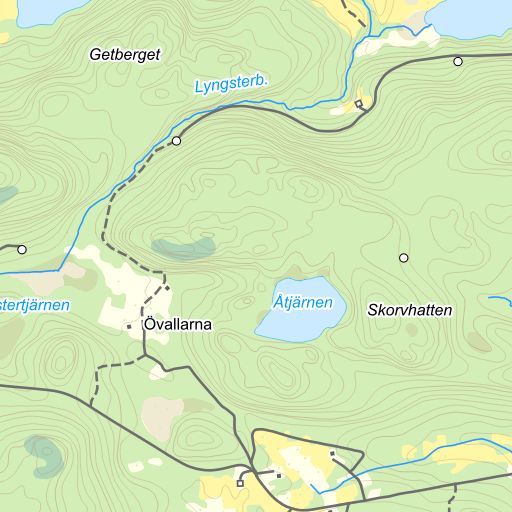 Getberget
Lyngsterb.
Åtjärnen
stertjärnen
Skorvhatten
Övallarna